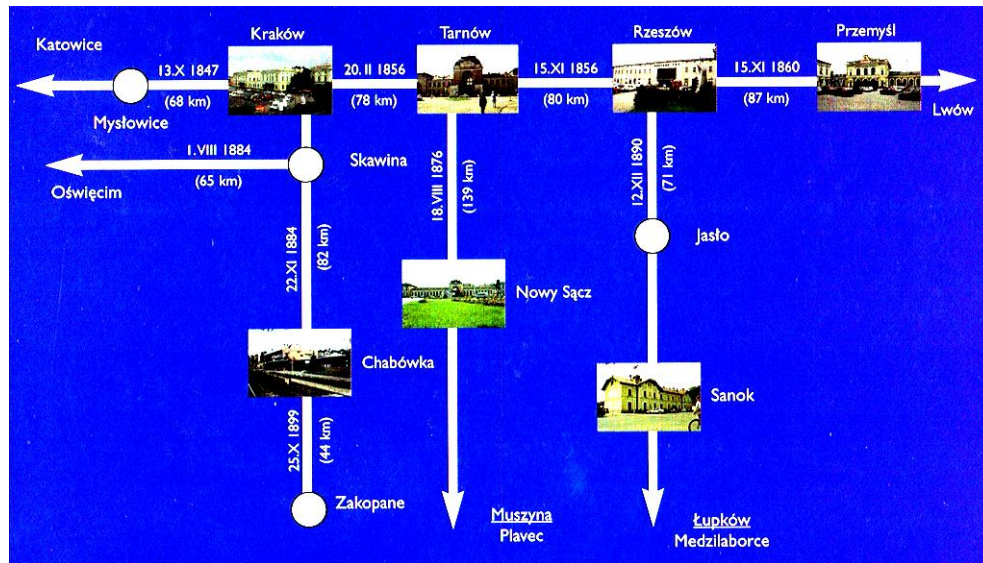 Kraków
Tarnów
Rzeszów
Przemyśl
Katowice
13.X 1847
20. II 1856
15.XI 1856
15.XI 1860
(68 km)
(78 km)
(80 km)
(87 km)
Mysłowice
Lwów
1.VIII 1884
Skawina
(65 km)
Oświęcim
18.VIII 1876
(139 km)
12.XII 1890
(71 km)
Jasło
22.XI 1884
(82 km)
Nowy Sącz
Chabówka
Sanok
25.X 1899
(44 km)
Zakopane
Muszyna
Plavec
Łupków
Medzilaborce